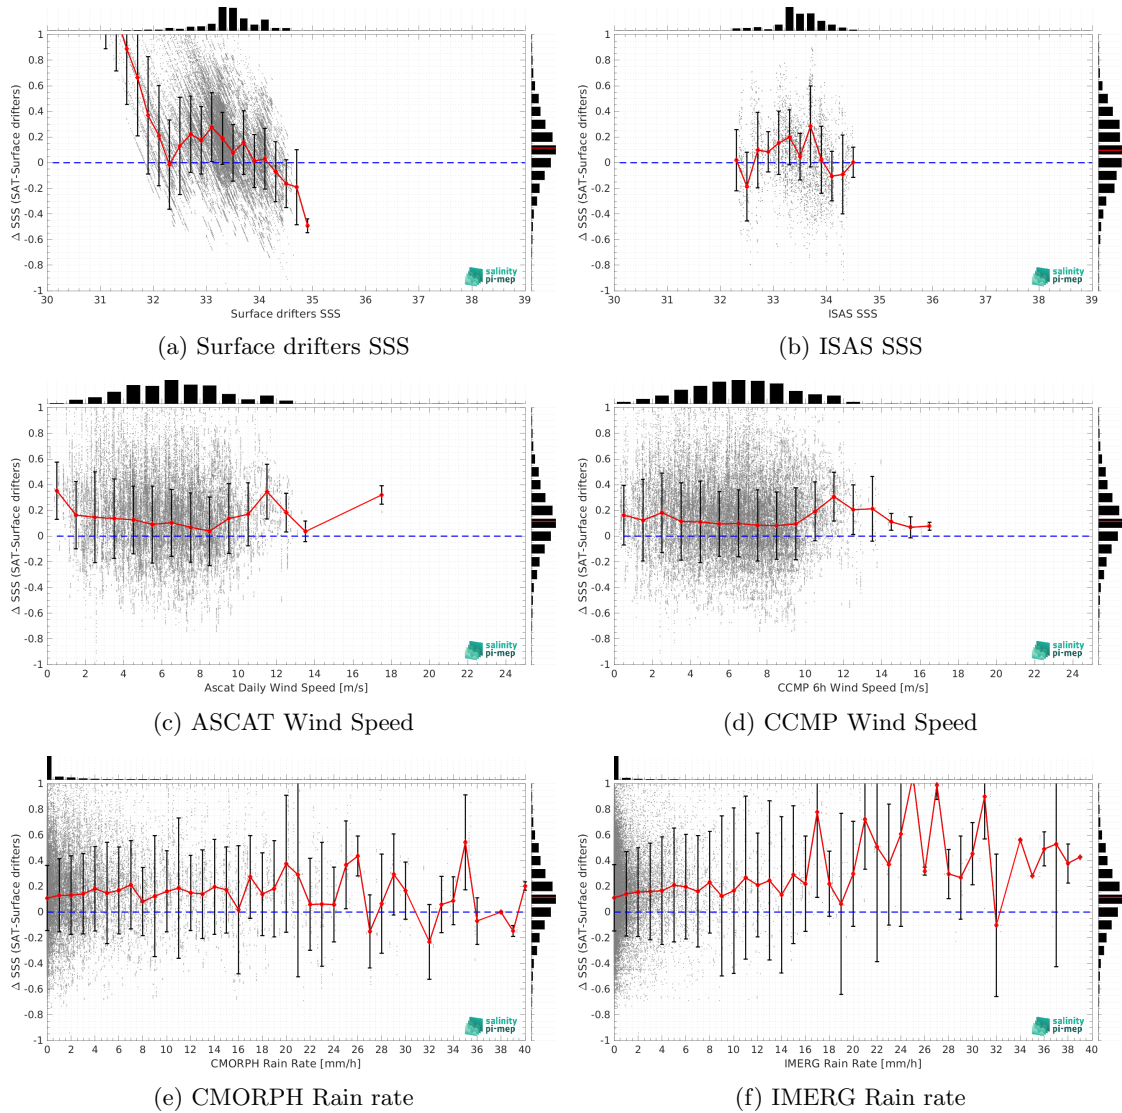 1
0.8
0.6
0.4
0.2
0
-0.2
-0.4
-0.6
-0.8
-1
Δ SSS (SAT-Surface drifters)
30 31 32 33 34 35 36 37 38 39
Surface drifters SSS
salinity
pi-mep
(a) Surface drifters SSS
1
0.8
0.6
0.4
0.2
0
-0.2
-0.4
-0.6
-0.8
-1
Δ SSS (SAT-Surface drifters)
30 31 32 33 34 35 36 37 38 39
ISAS SSS
salinity
pi-mep
(b) ISAS SSS
1
0.8
0.6
0.4
0.2
0
-0.2
-0.4
-0.6
-0.8
-1
Δ SSS (SAT-Surface drifters)
0 2 4 6 8 10 12 14 16 18 20 22 24
Ascat Daily Wind Speed [m/s]
salinity
pi-mep
(c) ASCAT Wind Speed
1
0.8
0.6
0.4
0.2
0
-0.2
-0.4
-0.6
-0.8
-1
Δ SSS (SAT-Surface drifters)
0 2 4 6 8 10 12 14 16 18 20 22 24
CCMP 6h Wind Speed [m/s]
salinity
pi-mep
(d) CCMP Wind Speed
1
0.8
0.6
0.4
0.2
0
-0.2
-0.4
-0.6
-0.8
-1
Δ SSS (SAT-Surface drifters)
0 2 4 6 8 10 12 14 16 18 20 22 24 26 28 30 32 34 36 38 40
CMORPH Rain Rate [mm/h]
salinity
pi-mep
(e) CMORPH Rain rate
1
0.8
0.6
0.4
0.2
0
-0.2
-0.4
-0.6
-0.8
-1
Δ SSS (SAT-Surface drifters)
0 2 4 6 8 10 12 14 16 18 20 22 24 26 28 30 32 34 36 38 40
IMERG Rain Rate [mm/h]
salinity
pi-mep
(f) IMERG Rain rate